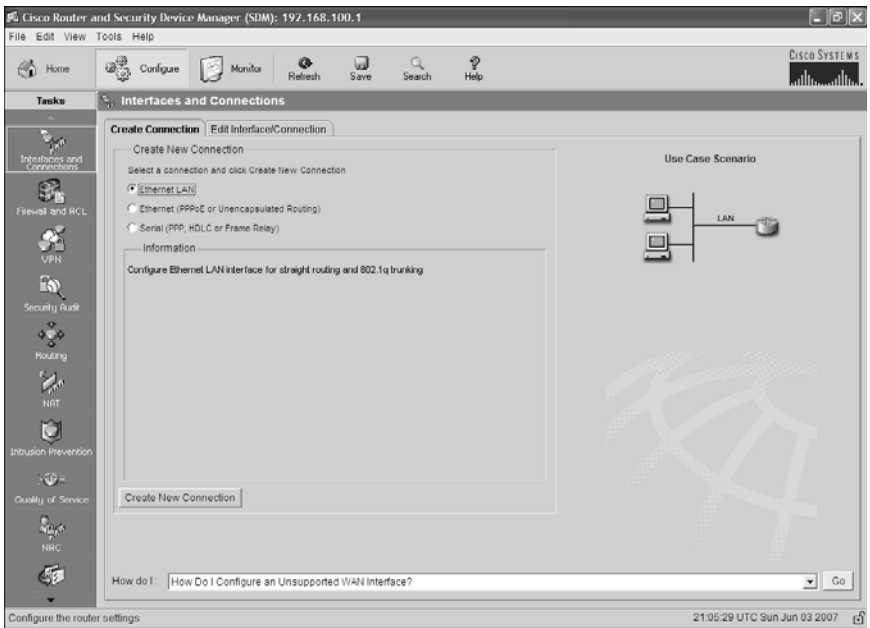 Cisco Router and Security Device Manager (SDM): 192.168.100.1
File Edit View Tools Help
Home
Configure
Monitor
Refresh
Save
Search
Help
CISCO SYSTEMS
Tasks
Interfaces and Connections
Interfaces and
Connections
Firewall and ACL
VPN
Security Audit
Routing
NAT
Intrusion Prevention
Quality of Service
NAC
Create Connection
Edit Interface/Connection
Create New Connection
Select a connection and click Create New Connection
Ethernet LAN
Ethernet (PPPoE or Unencapsulated Routing)
Serial (PPP, HDLC or Frame Relay)
Information
Configure Ethernet LAN interface for straight routing and 802.1q trunking
Create New Connection
Use Case Scenario
LAN
How do I: How Do I Configure an Unsupported WAN Interface?
Go
Configure the router settings
21:05:29 UTC Sun Jun 03 2007